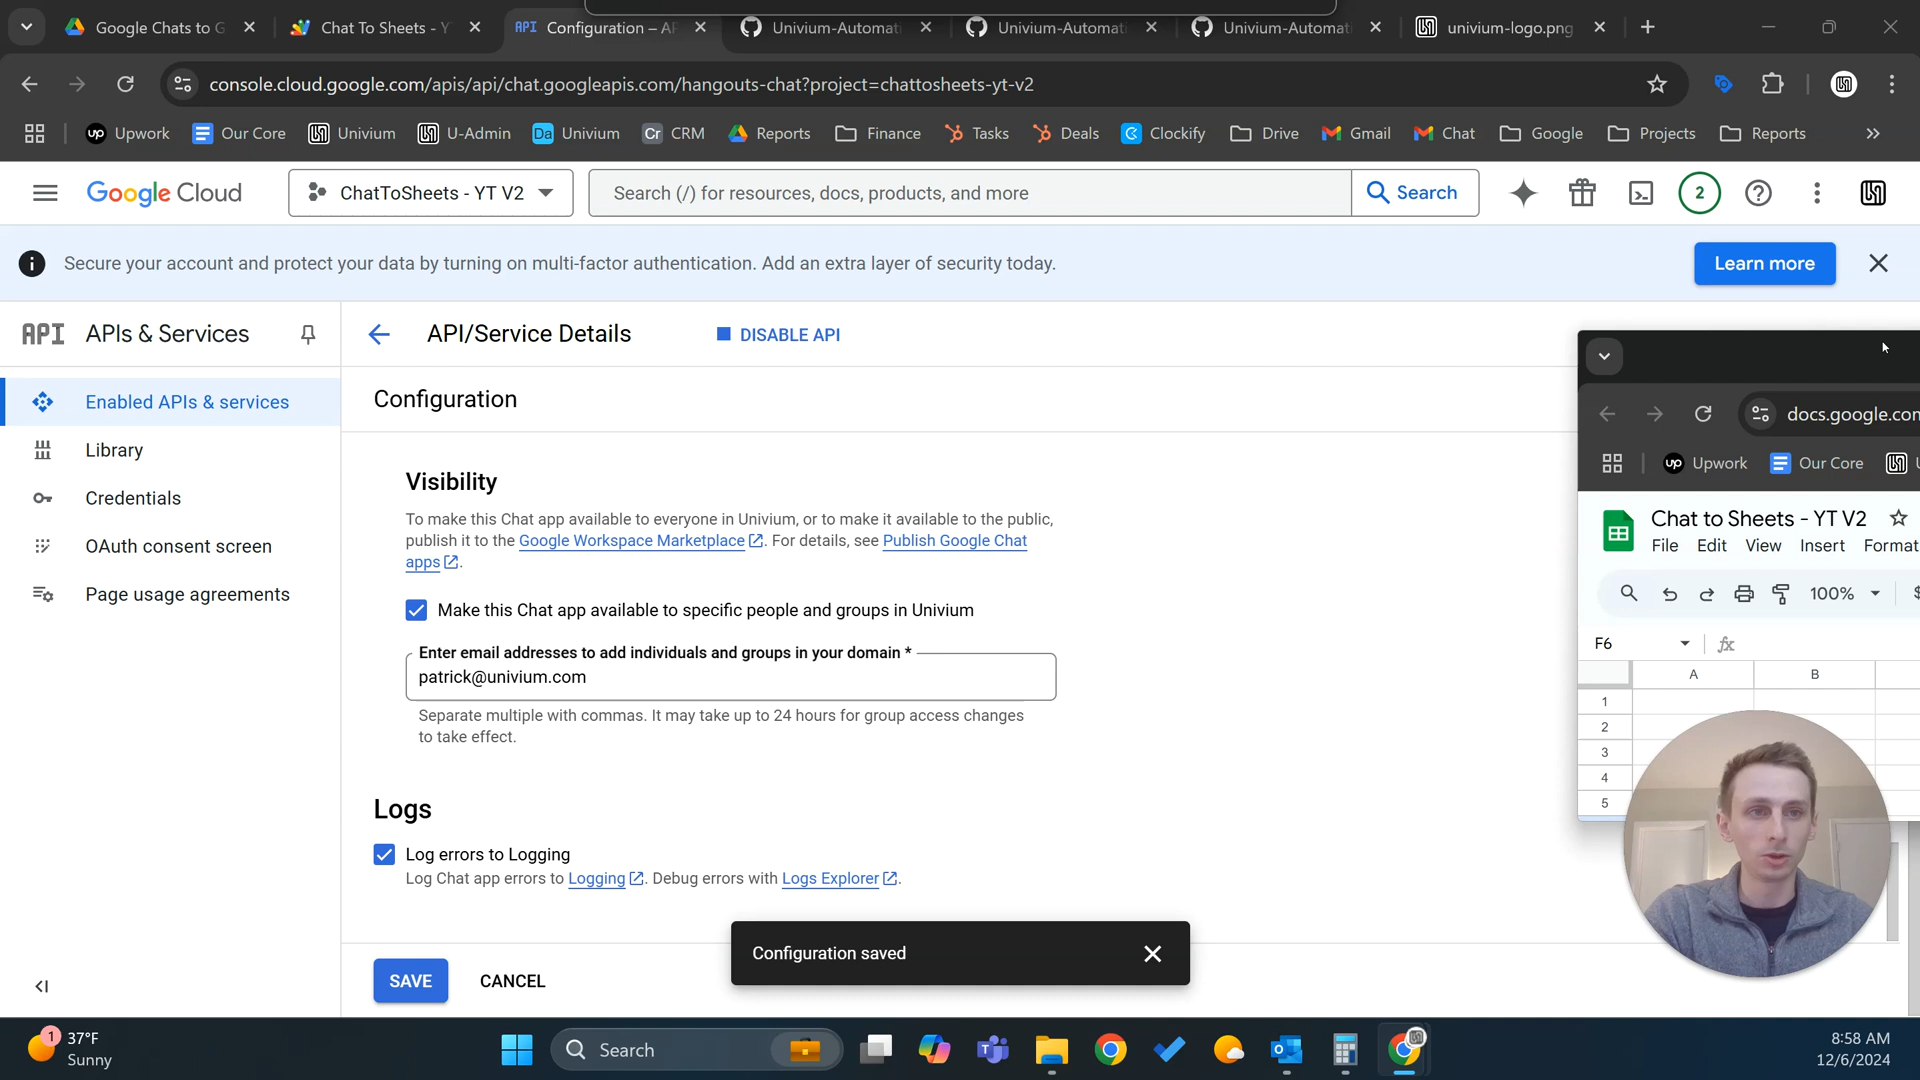 Google Chats to G
Chat To Sheets - Y
API Configuration – AP
Univium-Automat
Univium-Automat
Univium-Automat
univium-logo.png
console.cloud.google.com/apis/api/chat.googleapis.com/hangouts-chat?project=chattosheets-yt-v2
up Upwork
Our Core
Univium
U-Admin
Da Univium
Cr CRM
Reports
Finance
Tasks
Deals
Clockify
Drive
Gmail
Chat
Google
Projects
Reports
Google Cloud
ChatToSheets - YT V2
Search (/) for resources, docs, products, and more
Search
2
Secure your account and protect your data by turning on multi-factor authentication. Add an extra layer of security today.
Learn more
API APIs & Services
API/Service Details
DISABLE API
Enabled APIs & services
Library
Credentials
OAuth consent screen
Page usage agreements
Configuration
Visibility
To make this Chat app available to everyone in Univium, or to make it available to the public,
publish it to the Google Workspace Marketplace. For details, see Publish Google Chat
apps.
Make this Chat app available to specific people and groups in Univium
Enter email addresses to add individuals and groups in your domain *
patrick@univium.com
Separate multiple with commas. It may take up to 24 hours for group access changes
to take effect.
Logs
Log errors to Logging
Log Chat app errors to Logging. Debug errors with Logs Explorer.
Configuration saved
SAVE
CANCEL
docs.google.con
up Upwork
Our Core
Chat to Sheets - YT V2
File Edit View Insert Format
100%
F6
fx
A B
1
2
3
4
5
1
37°F
Sunny
Search
8:58 AM
12/6/2024